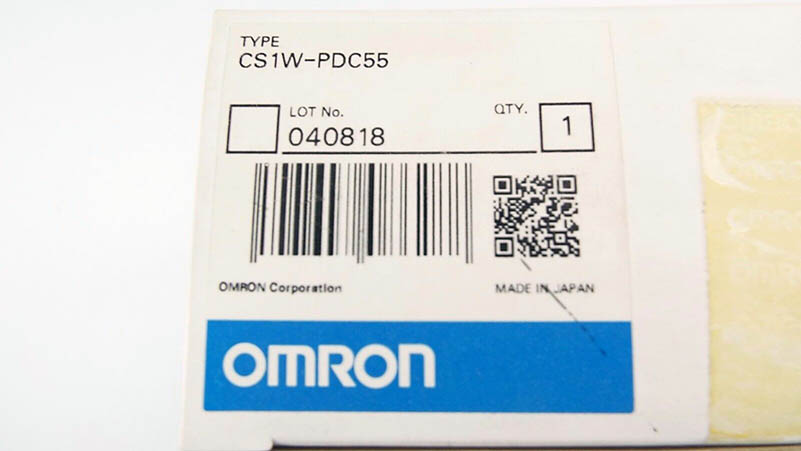 TYPE
CS1W-PDC55
LOT No.
040818
QTY.
1
OMRON Corporation
MADE IN JAPAN
OMRON